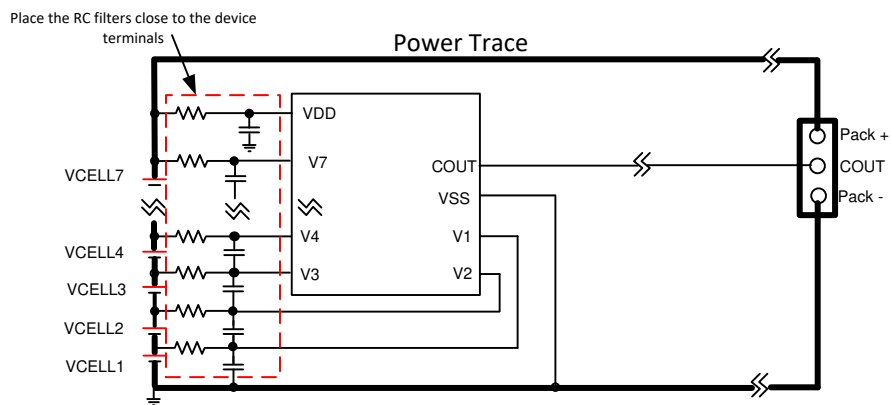 Place the RC filters close to the device
terminals
Power Trace
VDD
V7
VCELL7
COUT
VSS
V4
V1
VCELL4
V3
V2
VCELL3
VCELL2
VCELL1
Pack +
COUT
Pack -